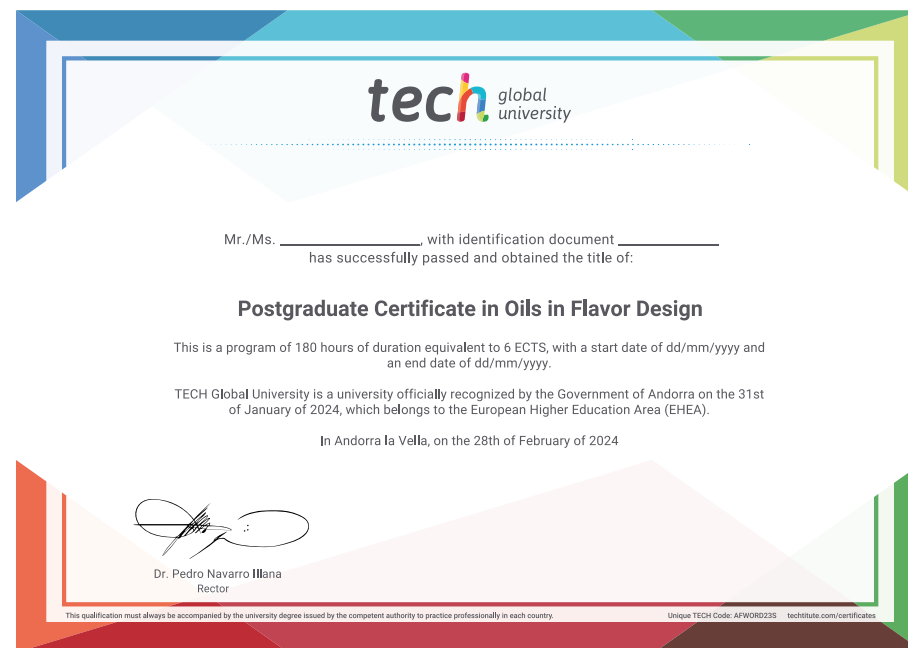 tech global university
Mr./Ms. ____________, with identification document ____________
has successfully passed and obtained the title of:
Postgraduate Certificate in Oils in Flavor Design
This is a program of 180 hours of duration equivalent to 6 ECTS, with a start date of dd/mm/yyyy and
an end date of dd/mm/yyyy.
TECH Global University is a university officially recognized by the Government of Andorra on the 31st
of January of 2024, which belongs to the European Higher Education Area (EHEA).
In Andorra la Vella, on the 28th of February of 2024
Dr. Pedro Navarro Illana
Rector
This qualification must always be accompanied by the university degree issued by the competent authority to practice professionally in each country.
Unique TECH Code: AFWORD23S techtitute.com/certificates